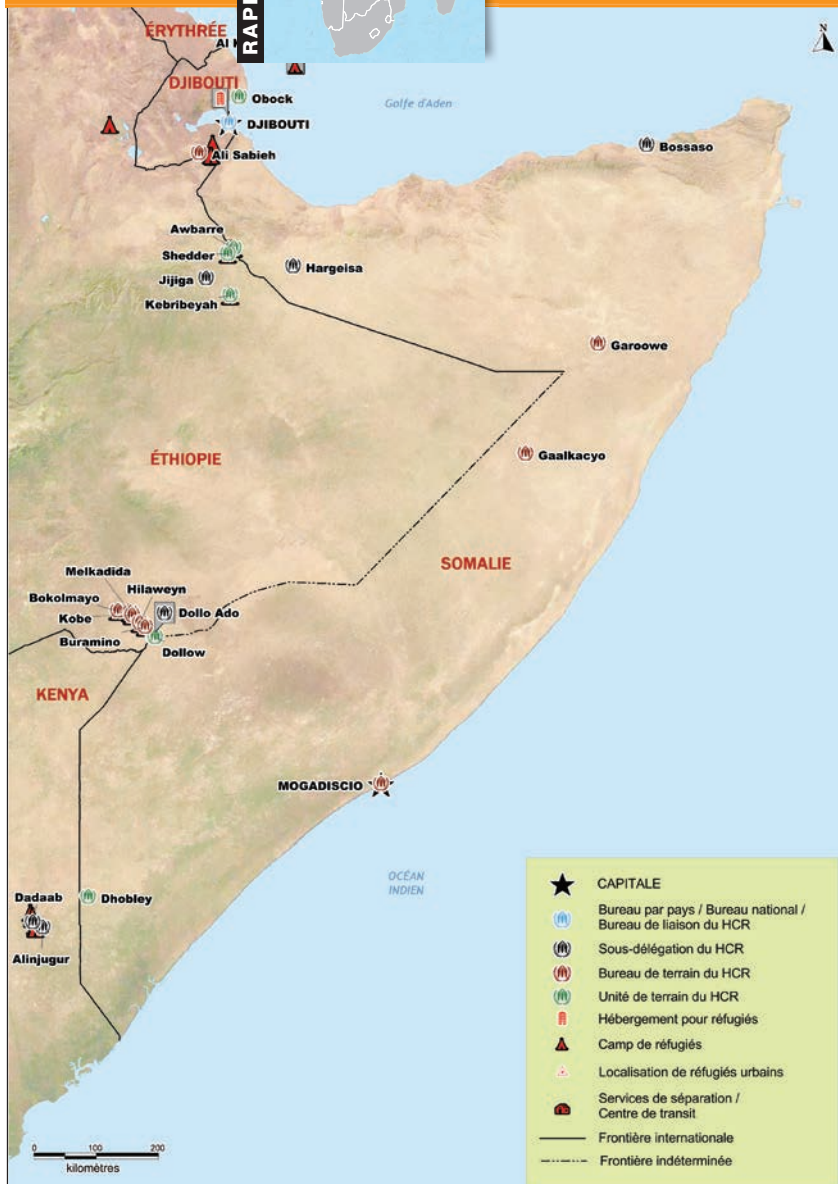 RAP
ÉRYTHRÉE
DJIBOUTI
Obock
Golfe d'Aden
N
DJIBOUTI
Ali Sabieh
Bossaso
Awbarre
Shedder
Hargeisa
Jijiga
Kebribeyah
Garoowe
ÉTHIOPIE
Gaalkacyo
SOMALIE
Melkadida
Hilaweyn
Bokolmayo
Dollo Ado
Kobe
Buramino
Dollow
KENYA
MOGADISCIO
OCÉAN
INDIEN
Dadaab
Dhobley
Alinjugur
CAPITALE
Bureau par pays / Bureau national /
Bureau de liaison du HCR
Sous-délégation du HCR
Bureau de terrain du HCR
Unité de terrain du HCR
Hébergement pour réfugiés
Camp de réfugiés
Localisation de réfugiés urbains
Services de séparation /
Centre de transit
Frontière internationale
Frontière indéterminée
0 100 200
kilomètres